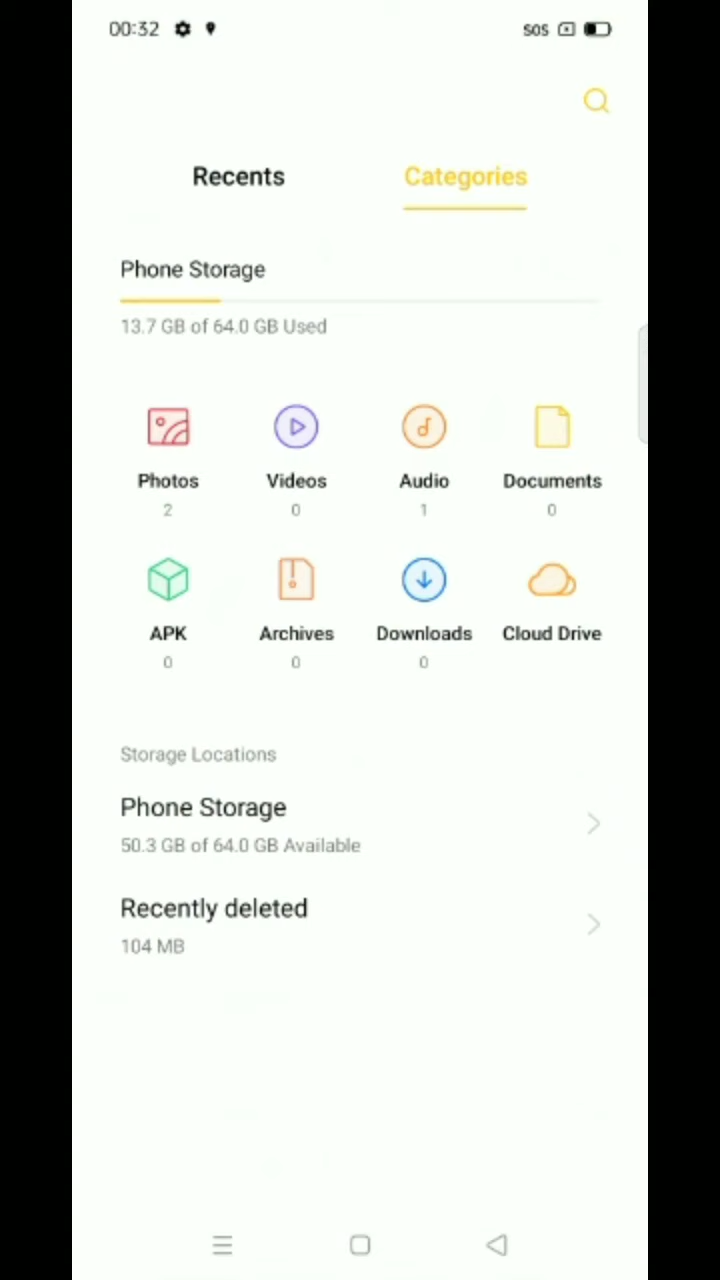 00:32 SOS
Recents Categories
Phone Storage
13.7 GB of 64.0 GB Used
Photos Videos Audio Documents
2 0 1 0
APK Archives Downloads Cloud Drive
0 0 0
Storage Locations
Phone Storage
50.3 GB of 64.0 GB Available
Recently deleted
104 MB